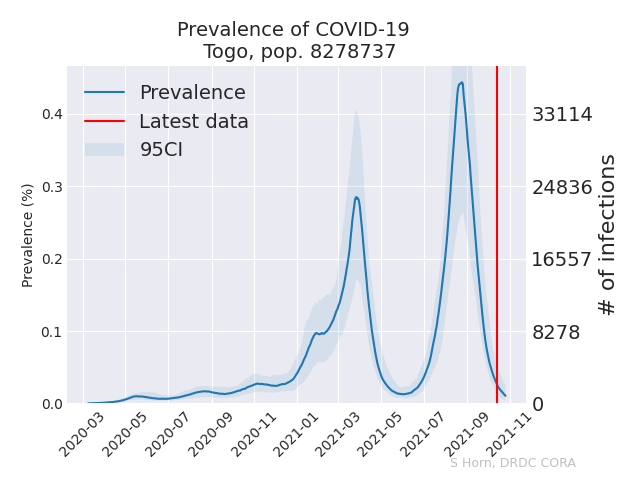 Prevalence of COVID-19
Togo, pop. 8278737
Prevalence
Latest data
95CI
Prevalence (%)
0.4
0.3
0.2
0.1
0.0
33114
24836
16557
8278
0
# of infections
2020-03
2020-05
2020-07
2020-09
2020-11
2021-01
2021-03
2021-05
2021-07
2021-09
2021-11
S Horn, DRDC CORA